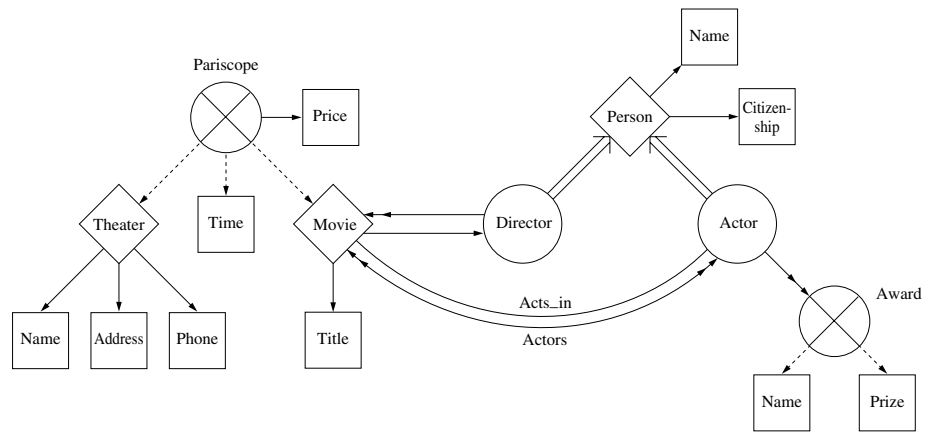 Name
Pariscope
Price
Person
Citizen-
ship
Theater
Time
Movie
Director
Actor
Acts_in
Actors
Award
Name
Address
Phone
Title
Name
Prize